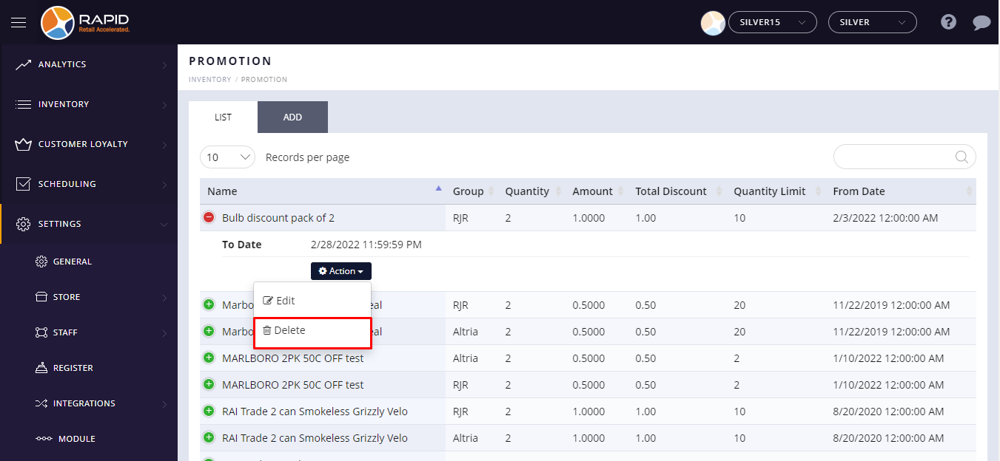 RAPID
Retail Accelerated.
SILVER15
SILVER
?
ANALYTICS
INVENTORY
CUSTOMER LOYALTY
SCHEDULING
SETTINGS
GENERAL
STORE
STAFF
REGISTER
INTEGRATIONS
MODULE
PROMOTION
INVENTORY / PROMOTION
LIST ADD
10 Records per page
Name Group Quantity Amount Total Discount Quantity Limit From Date
Bulb discount pack of 2 RJR 2 1.0000 1.00 10 2/3/2022 12:00:00 AM
To Date 2/28/2022 11:59:59 PM
Action
Edit
Delete
Marbo eal RJR 2 0.5000 0.50 20 11/22/2019 12:00:00 AM
Marbo eal Altria 2 0.5000 0.50 20 11/22/2019 12:00:00 AM
MARLBORO 2PK 50C OFF test Altria 2 0.5000 0.50 2 1/10/2022 12:00:00 AM
MARLBORO 2PK 50C OFF test RJR 2 0.5000 0.50 2 1/10/2022 12:00:00 AM
RAI Trade 2 can Smokeless Grizzly Velo RJR 2 1.0000 1.00 10 8/20/2020 12:00:00 AM
RAI Trade 2 can Smokeless Grizzly Velo Altria 2 1.0000 1.00 10 8/20/2020 12:00:00 AM